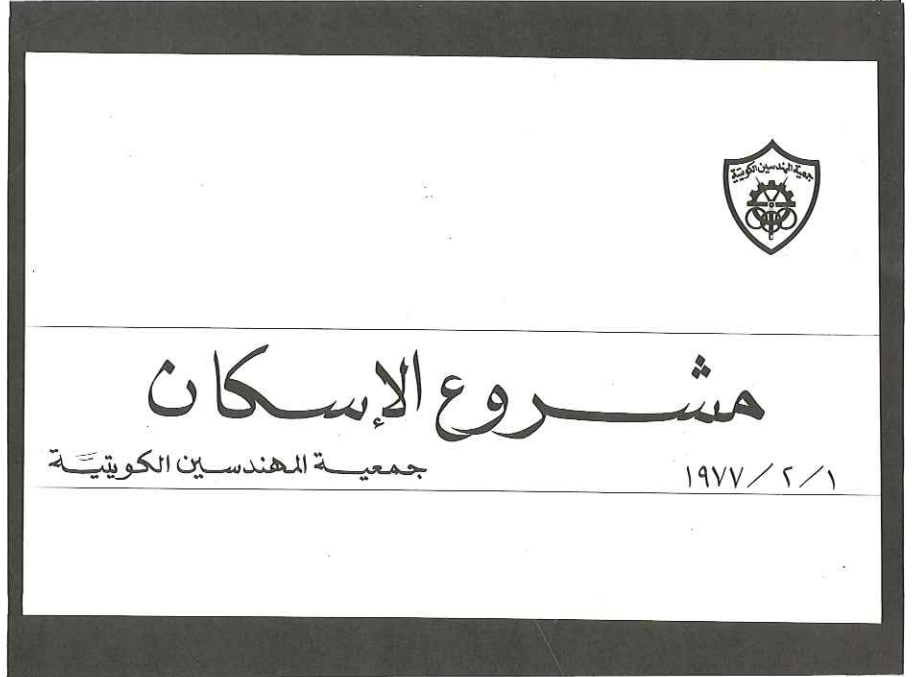 جمعية المهندسين الكويتية
مشروع الإسكان
جمعية المهندسين الكويتية
١٩٧٧/٢/١